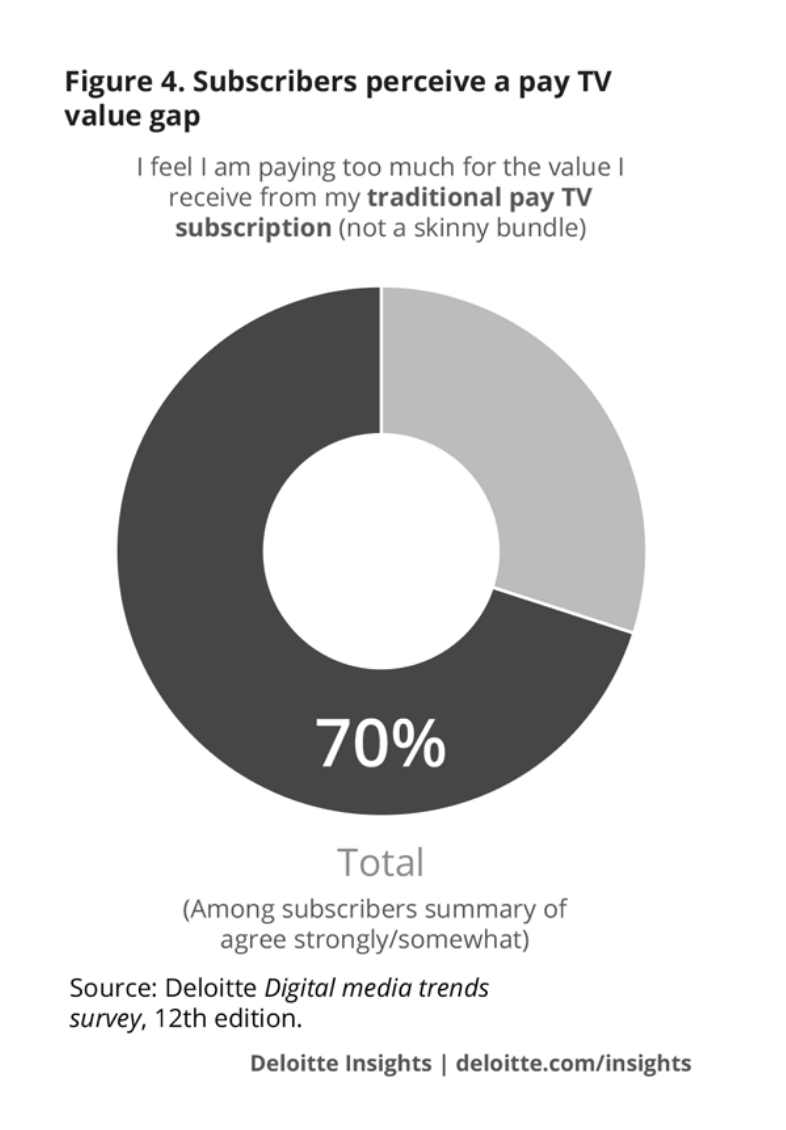 Figure 4. Subscribers perceive a pay TV
value gap
I feel I am paying too much for the value I
receive from my traditional pay TV
subscription (not a skinny bundle)
70%
Total
(Among subscribers summary of
agree strongly/somewhat)
Source: Deloitte Digital media trends
survey, 12th edition.
Deloitte Insights | deloitte.com/insights